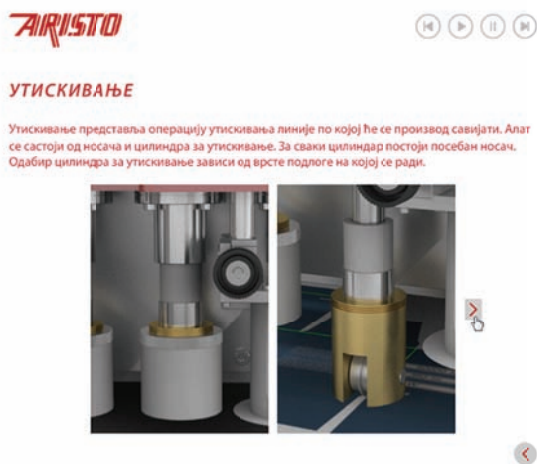 ARISTO
УТИСКИВАЊЕ
Утискивање представља операцију утискивања линије по којој ће се производ савијати. Алат
се састоји од носача и цилиндра за утискивање. За сваки цилиндар постоји посебан носач.
Одабир цилиндра за утискивање зависи од врсте подлоге на којој се ради.